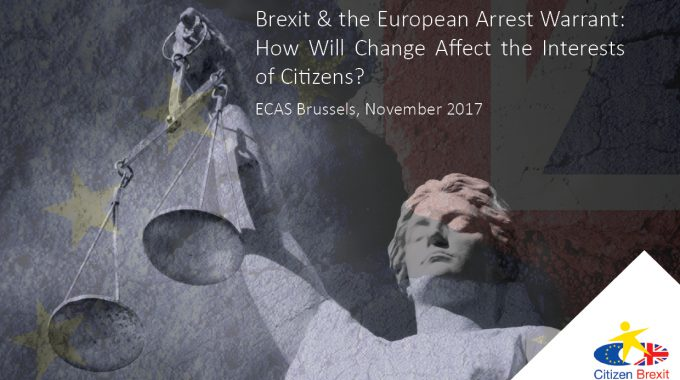 Brexit & the European Arrest Warrant:
How Will Change Affect the Interests
of Citizens?
ECAS Brussels, November 2017
Citizen Brexit